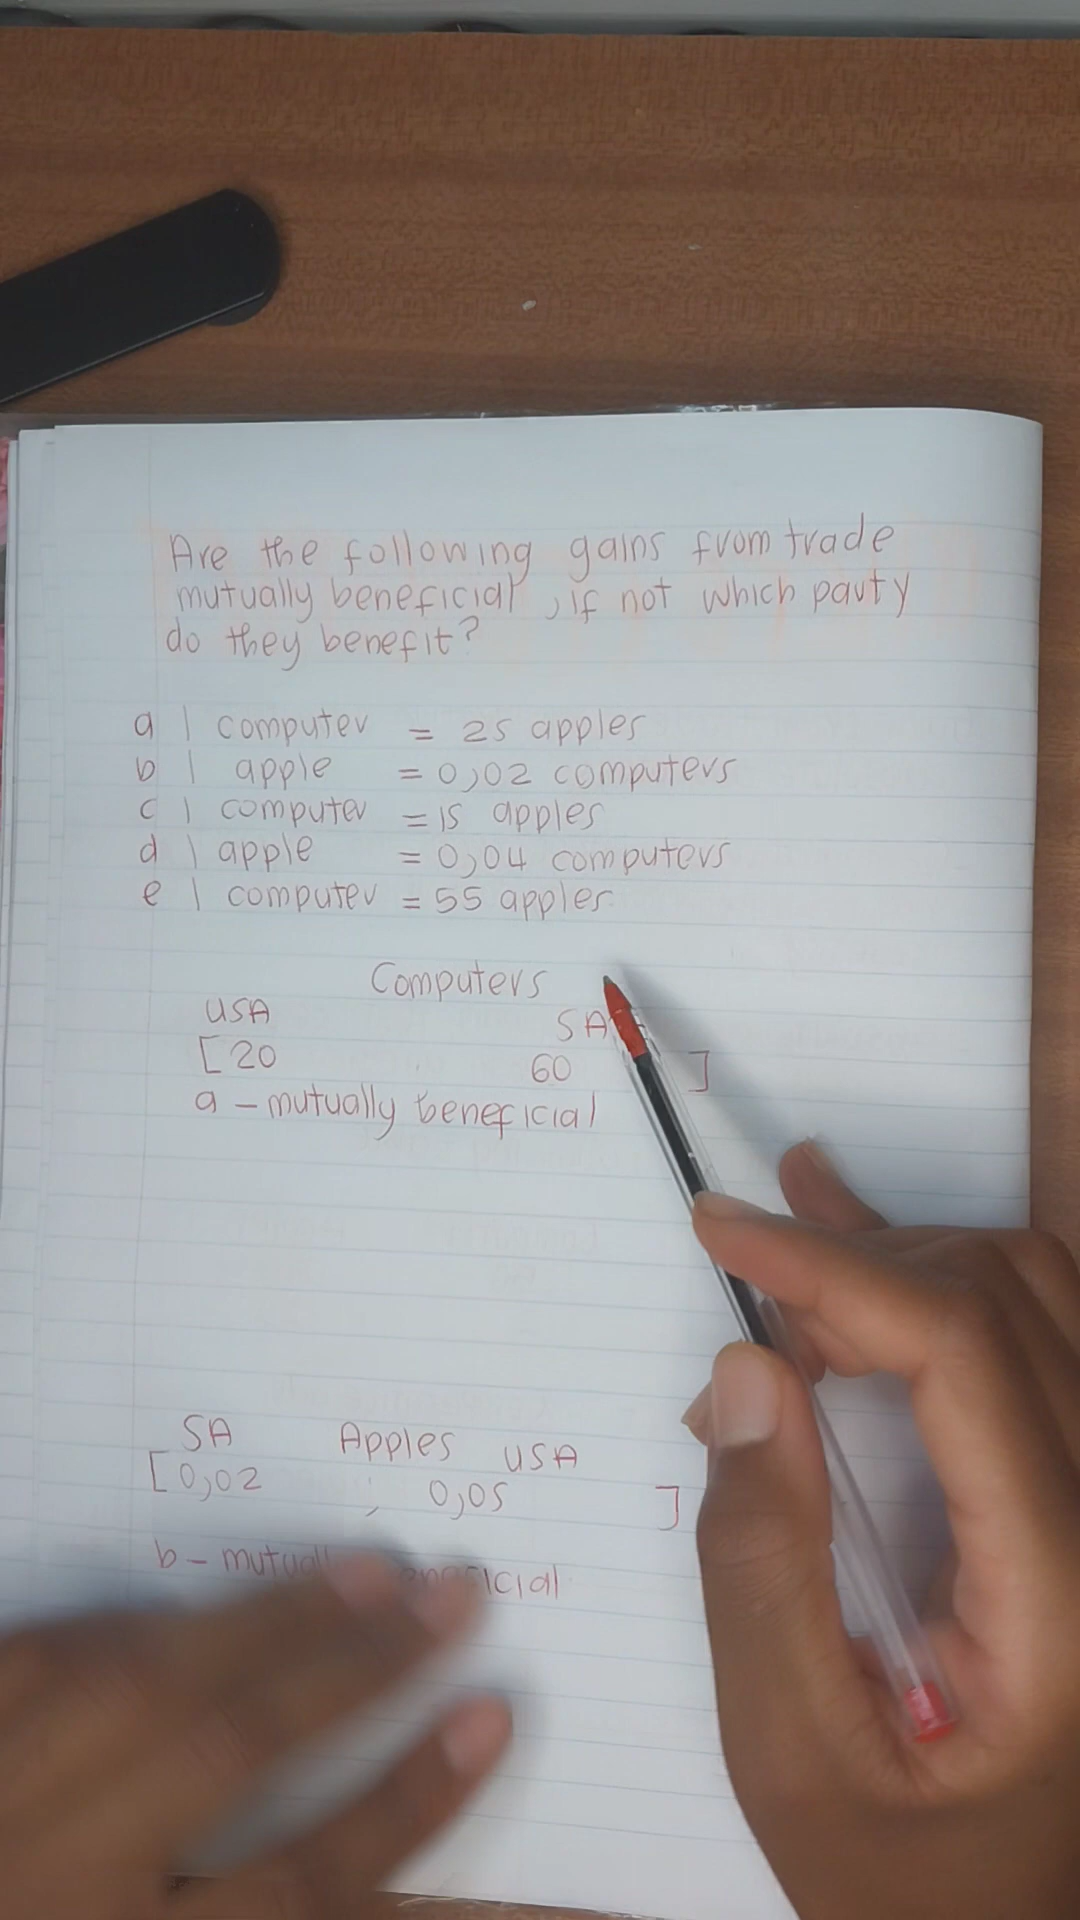 Are the following gains from trade
mutually beneficial, if not which party
do they benefit?
a 1 computer = 25 apples
b 1 apple = 0,02 computers
c 1 computer = 15 apples
d 1 apple = 0,04 computers
e 1 computer = 55 apples
Computers
USA SA
[20 60 ]
a - mutually beneficial
SA Apples USA
[0,02 ; 0,05 ]
b - beneficial